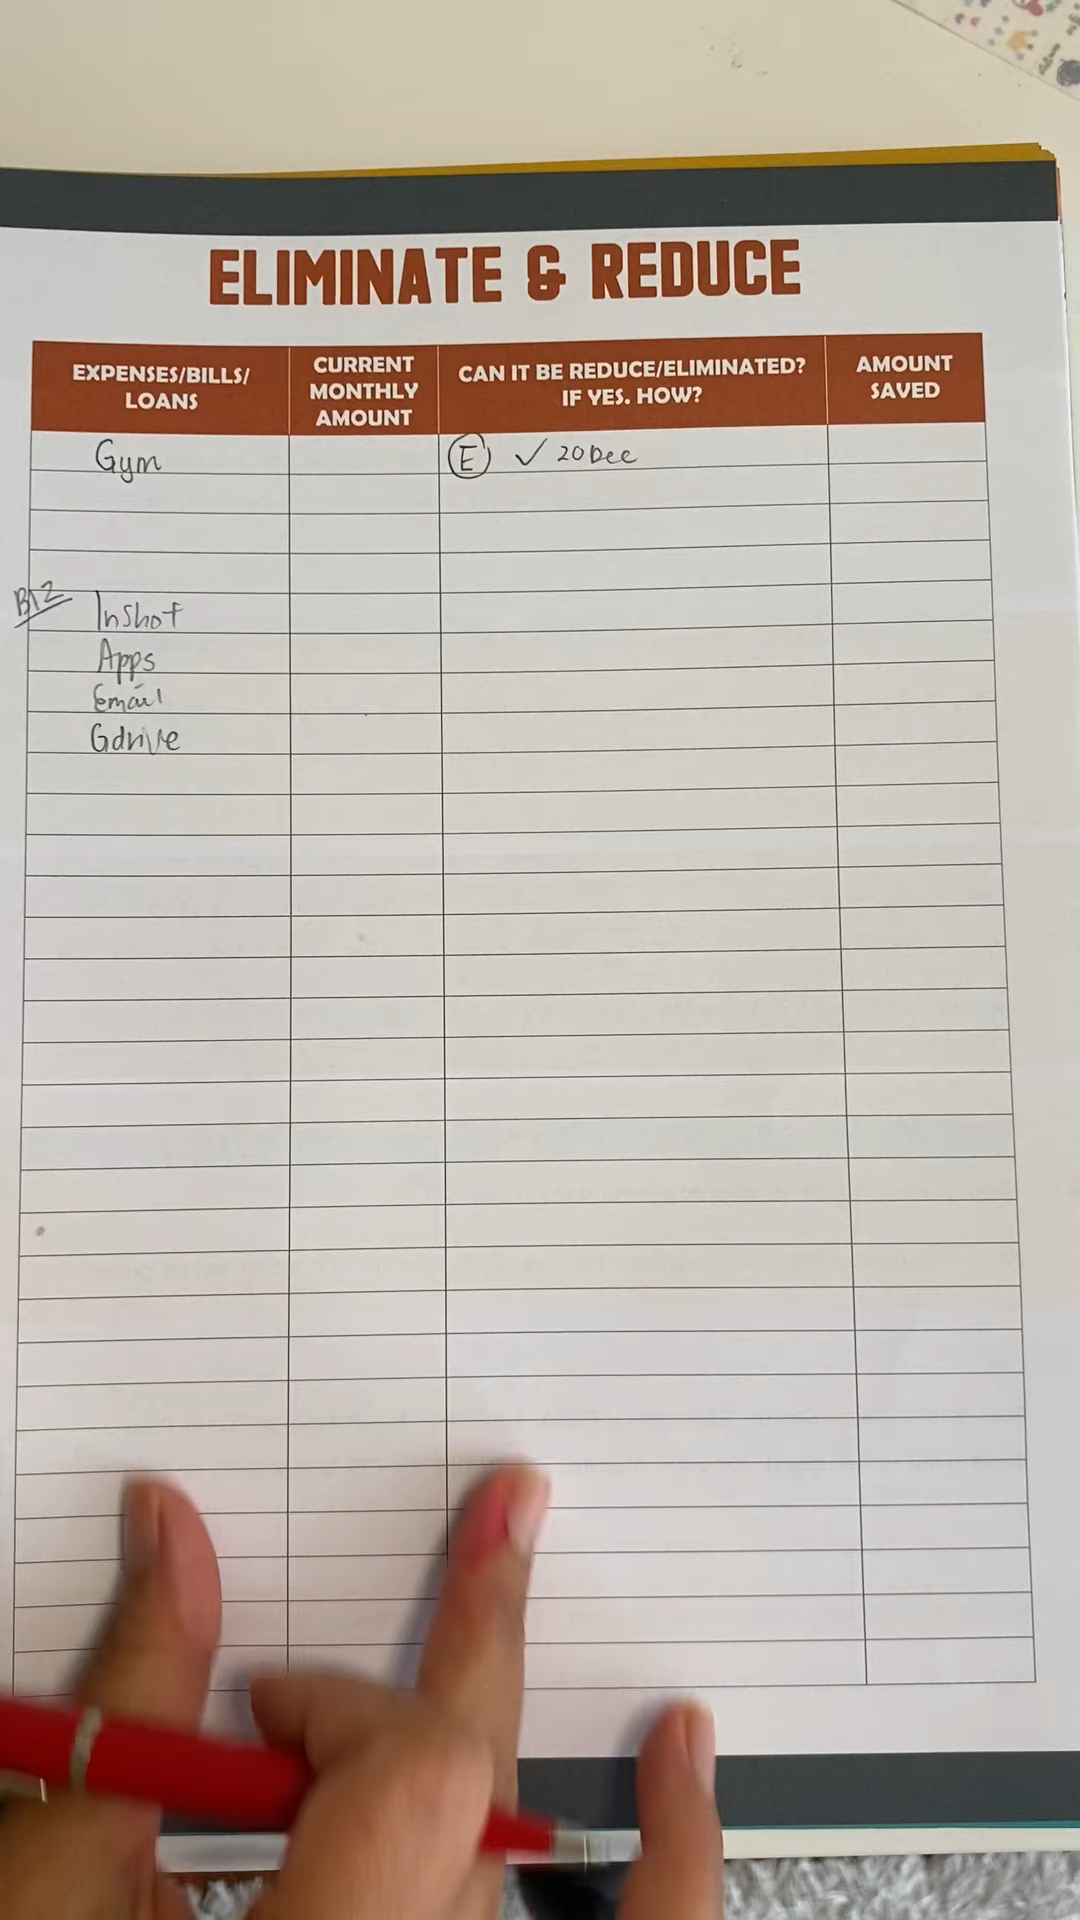 ELIMINATE & REDUCE
EXPENSES/BILLS/
LOANS
CURRENT
MONTHLY
AMOUNT
CAN IT BE REDUCE/ELIMINATED?
IF YES. HOW?
AMOUNT
SAVED
Gym
E ✓ 20 Dec
Inshot
Apps
Email
Gdrive